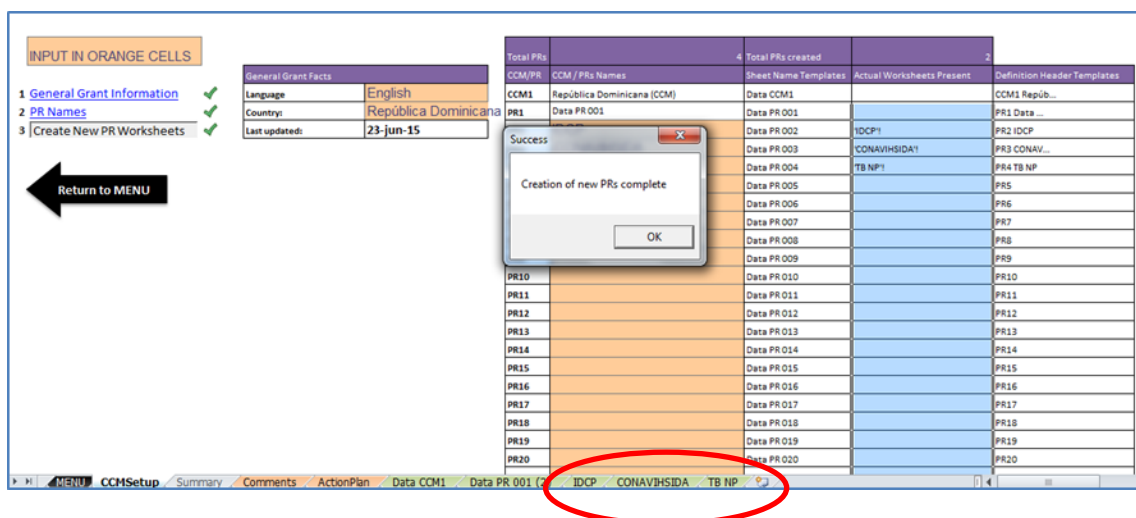 INPUT IN ORANGE CELLS
1 General Grant Information
2 PR Names
3 Create New PR Worksheets
Return to MENU
General Grant Facts
Language English
Country: República Dominicana
Last updated: 23-jun-15
Total PRs 4 Total PRs created 2
CCM/PR CCM / PRs Names Sheet Name Templates Actual Worksheets Present Definition Header Templates
CCM1 República Dominicana (CCM) Data CCM1 CCM1 Repúb...
PR1 Data PR 001 Data PR 001 PR1 Data ...
Data PR 002 'IDCP'! PR2 IDCP
Data PR 003 'CONAVIHSIDA'! PR3 CONAV...
Data PR 004 'TB NP'! PR4 TB NP
Data PR 005 PR5
Data PR 006 PR6
Data PR 007 PR7
Data PR 008 PR8
Data PR 009 PR9
PR10 Data PR 010 PR10
PR11 Data PR 011 PR11
PR12 Data PR 012 PR12
PR13 Data PR 013 PR13
PR14 Data PR 014 PR14
PR15 Data PR 015 PR15
PR16 Data PR 016 PR16
PR17 Data PR 017 PR17
PR18 Data PR 018 PR18
PR19 Data PR 019 PR19
PR20 Data PR 020 PR20
Success
Creation of new PRs complete
OK
MENU CCMSetup Summary Comments ActionPlan Data CCM1 Data PR 001 (2 IDCP CONAVIHSIDA TB NP